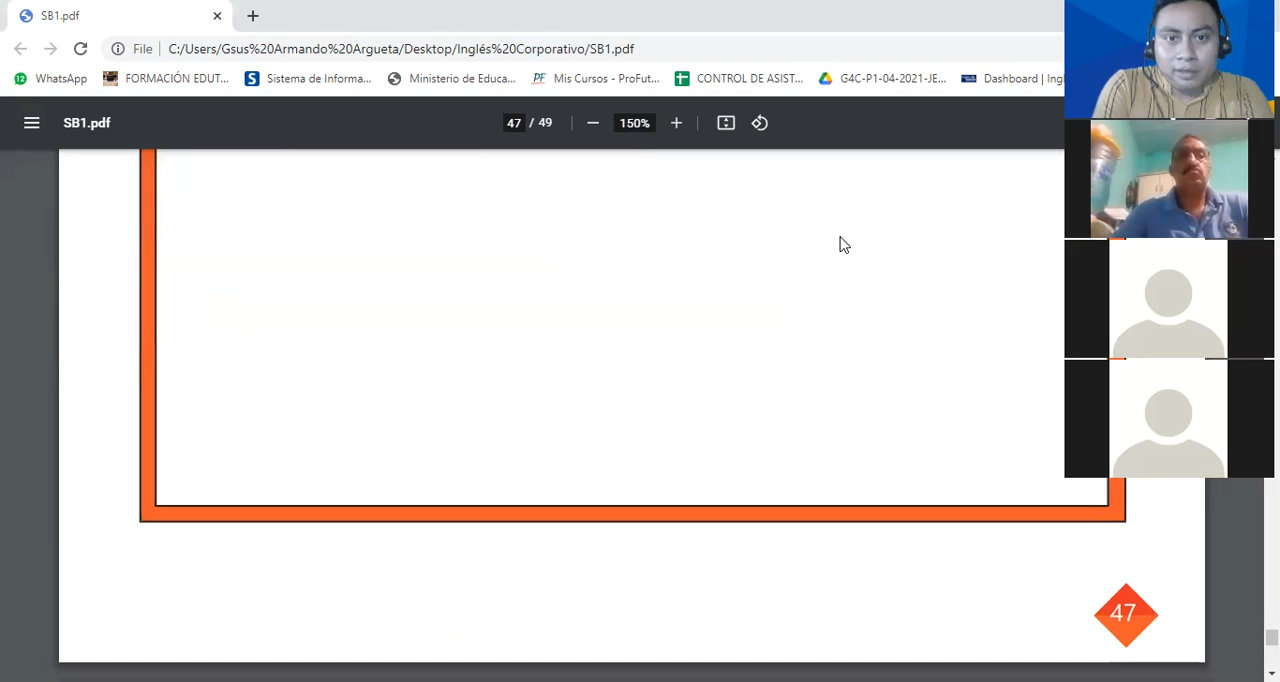 SB1.pdf
File C:/Users/Gsus%20Armando%20Argueta/Desktop/Inglés%20Corporativo/SB1.pdf
12 WhatsApp FORMACIÓN EDUT... S Sistema de Informa... Ministerio de Educa... PF Mis Cursos - ProFut... CONTROL DE ASIST... G4C-P1-04-2021-JE... Dashboard | Ingl
SB1.pdf 47 / 49 150%
47